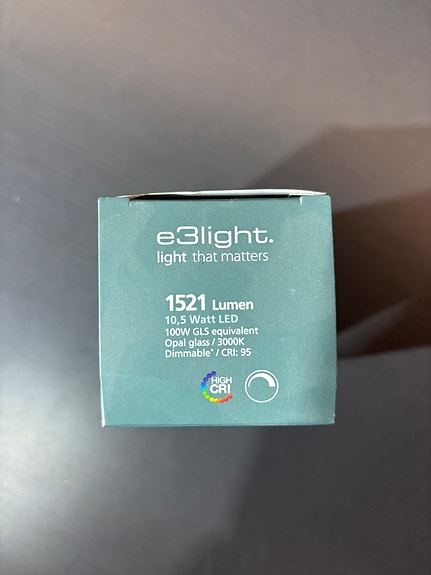 e3light.
light that matters
1521 Lumen
10,5 Watt LED
100W GLS equivalent
Opal glass / 3000K
Dimmable* / CRI: 95
HIGH
CRI